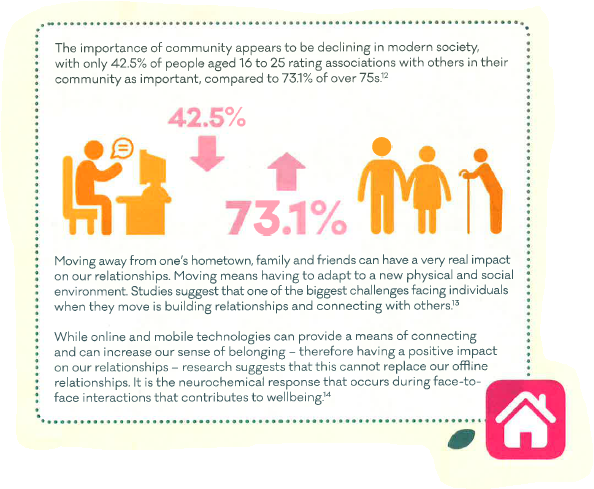 The importance of community appears to be declining in modern society,
with only 42.5% of people aged 16 to 25 rating associations with others in their
community as important, compared to 73.1% of over 75s.12
42.5%
73.1%
Moving away from one's hometown, family and friends can have a very real impact
on our relationships. Moving means having to adapt to a new physical and social
environment. Studies suggest that one of the biggest challenges facing individuals
when they move is building relationships and connecting with others.13
While online and mobile technologies can provide a means of connecting
and can increase our sense of belonging – therefore having a positive impact
on our relationships – research suggests that this cannot replace our offline
relationships. It is the neurochemical response that occurs during face-to-
face interactions that contributes to wellbeing.14